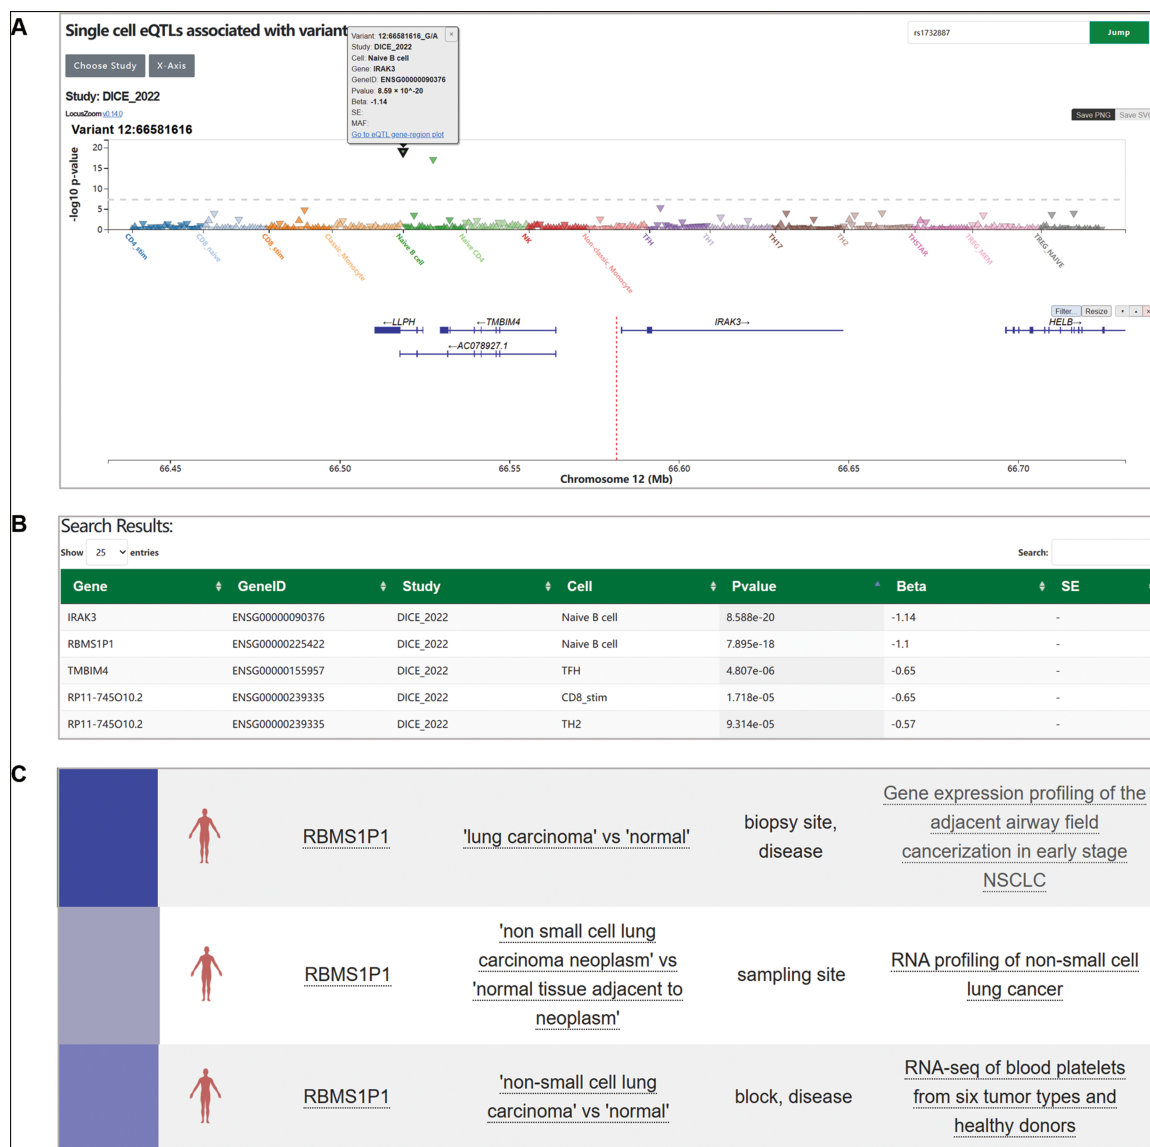 A
Single cell eQTLs associated with variant
Variant: 12:66581616_G/A
Study: DICE_2022
Cell: Naive B cell
Gene: IRAK3
GeneID: ENSG00000090376
Pvalue: 8.59 × 10^-20
Beta: -1.14
SE:
MAF:
Go to eQTL gene-region plot
×
rs1732887
Jump
Choose Study
X-Axis
Study: DICE_2022
LocusZoom v0.14.0
Save PNG
Save SVG
Variant 12:66581616
-log10 p-value
20
15
10
5
0
CD4_stim
CD8_naive
CD8_stim
Classic_Monocyte
Naive B cell
Naive CD4
NK
Non-classic_Monocyte
TFH
TH1
TH17
TH2
THSTAR
TREG_MEM
TREG_NAIVE
Filter...
Resize
←LLPH
←TMBIM4
IRAK3→
HELB→
←AC078927.1
66.45
66.50
66.55
66.60
66.65
66.70
Chromosome 12 (Mb)
B
Search Results:
Show 25 entries
Search:
Gene GeneID Study Cell Pvalue Beta SE
IRAK3 ENSG00000090376 DICE_2022 Naive B cell 8.588e-20 -1.14 -
RBMS1P1 ENSG00000225422 DICE_2022 Naive B cell 7.895e-18 -1.1 -
TMBIM4 ENSG00000155957 DICE_2022 TFH 4.807e-06 -0.65 -
RP11-745O10.2 ENSG00000239335 DICE_2022 CD8_stim 1.718e-05 -0.65 -
RP11-745O10.2 ENSG00000239335 DICE_2022 TH2 9.314e-05 -0.57 -
C
RBMS1P1
'lung carcinoma' vs 'normal'
biopsy site,
disease
Gene expression profiling of the
adjacent airway field
cancerization in early stage
NSCLC
RBMS1P1
'non small cell lung
carcinoma neoplasm' vs
'normal tissue adjacent to
neoplasm'
sampling site
RNA profiling of non-small cell
lung cancer
RBMS1P1
'non-small cell lung
carcinoma' vs 'normal'
block, disease
RNA-seq of blood platelets
from six tumor types and
healthy donors